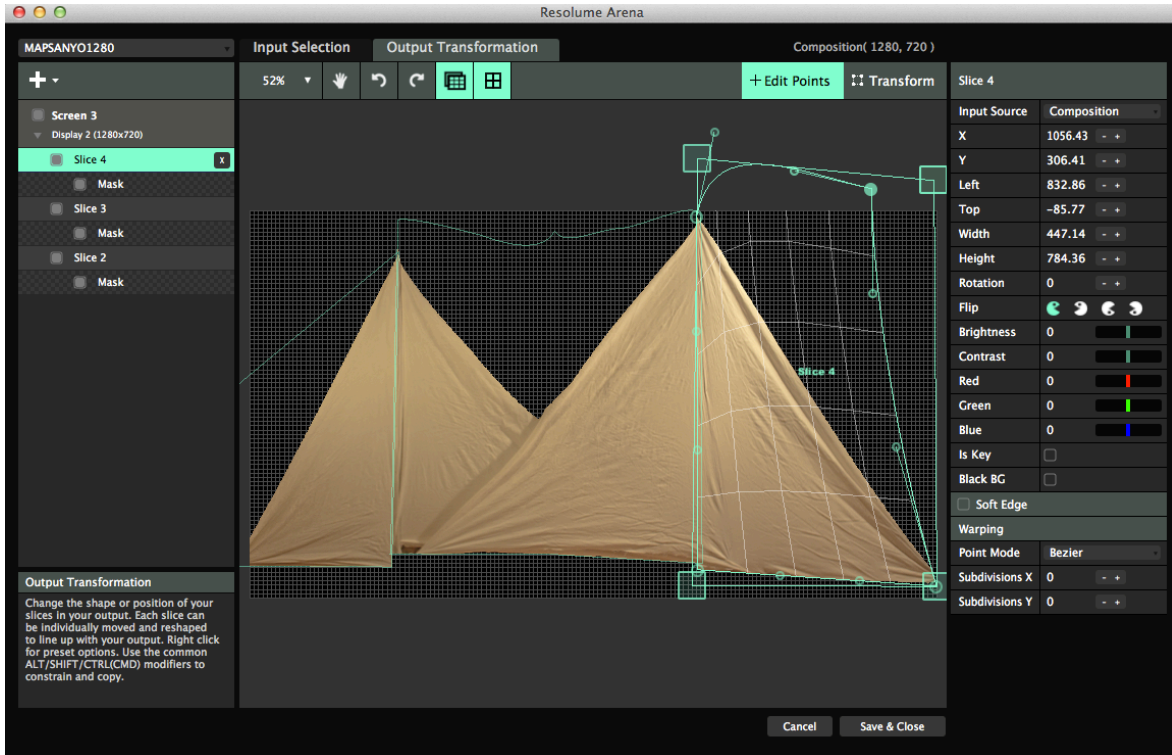 Resolume Arena
MAPSANYO1280
Input Selection
Output Transformation
Composition( 1280, 720 )
+
52%
+ Edit Points
Transform
Screen 3
Display 2 (1280x720)
Slice 4
X
Mask
Slice 3
Mask
Slice 2
Mask
Slice 4
Slice 4
Input Source Composition
X 1056.43 - +
Y 306.41 - +
Left 832.86 - +
Top -85.77 - +
Width 447.14 - +
Height 784.36 - +
Rotation 0 - +
Flip
Brightness 0
Contrast 0
Red 0
Green 0
Blue 0
Is Key
Black BG
Soft Edge
Warping
Point Mode Bezier
Subdivisions X 0 - +
Subdivisions Y 0 - +
Output Transformation
Change the shape or position of your
slices in your output. Each slice can
be individually moved and reshaped
to line up with your output. Right click
for preset options. Use the common
ALT/SHIFT/CTRL(CMD) modifiers to
constrain and copy.
Cancel
Save & Close